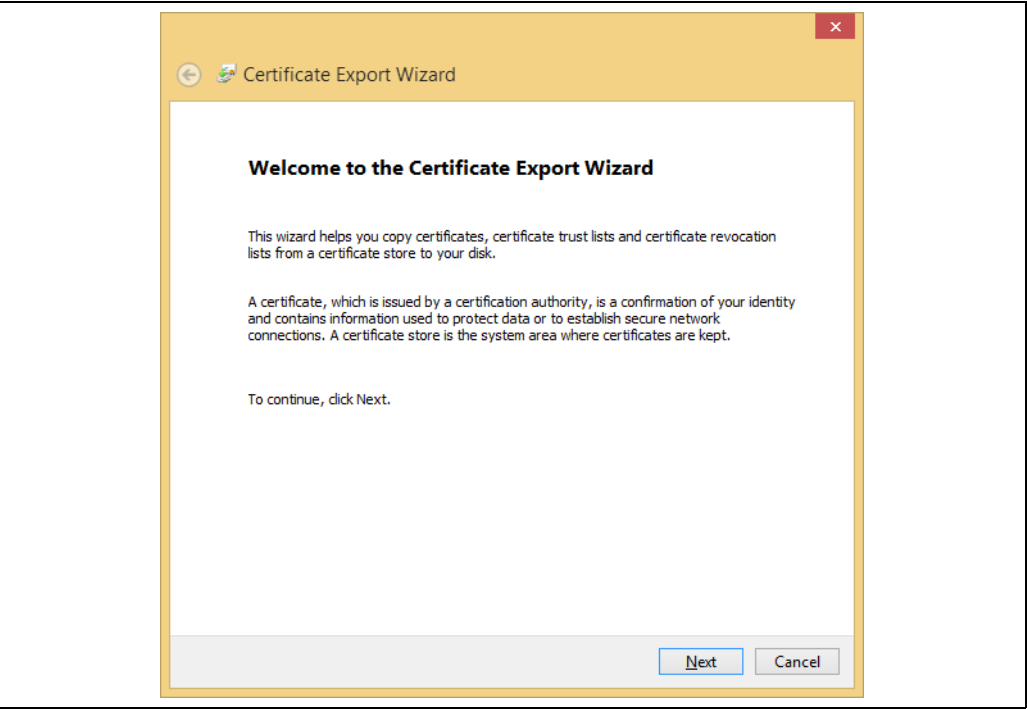 Certificate Export Wizard
Welcome to the Certificate Export Wizard
This wizard helps you copy certificates, certificate trust lists and certificate revocation
lists from a certificate store to your disk.
A certificate, which is issued by a certification authority, is a confirmation of your identity
and contains information used to protect data or to establish secure network
connections. A certificate store is the system area where certificates are kept.
To continue, click Next.
Next Cancel